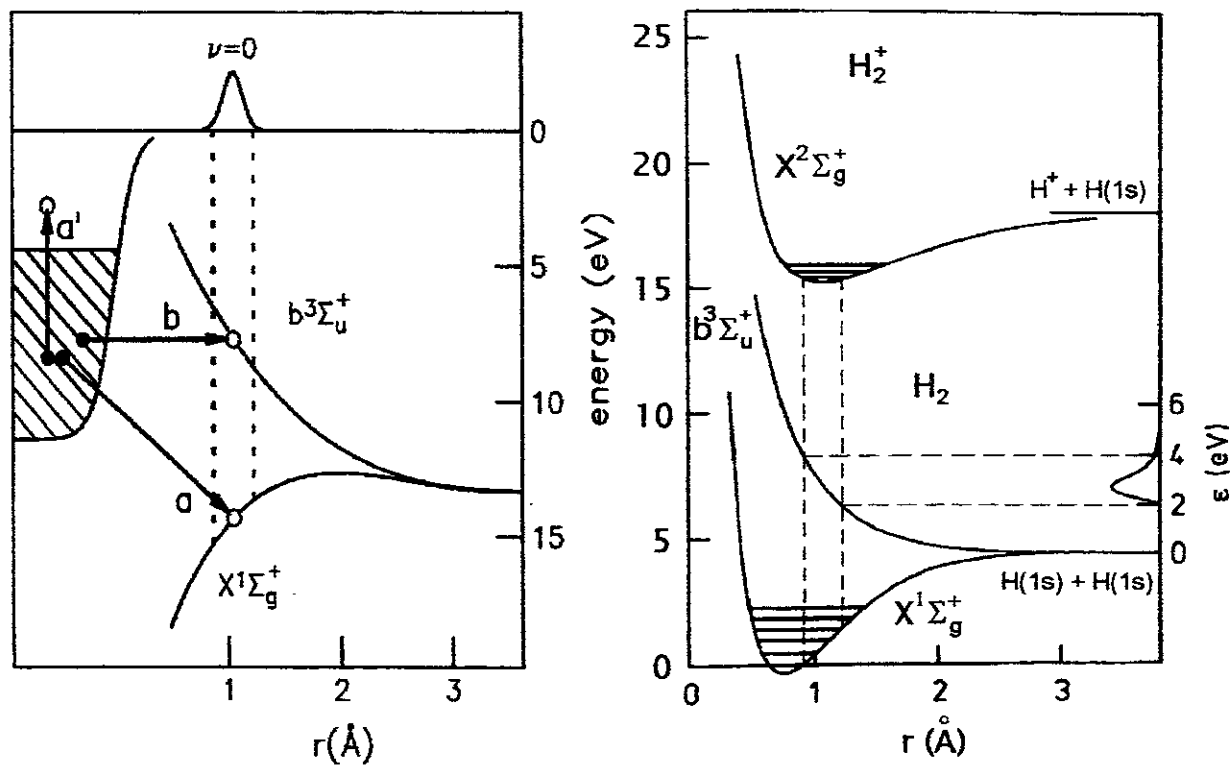 ν=0
0
5
10
15
energy (eV)
a'
b
a
b³Σᵤ⁺
X¹Σg⁺
1
2
3
r(Å)
25
20
15
10
5
0
H₂⁺
X²Σg⁺
H⁺ + H(1s)
b³Σᵤ⁺
H₂
6
4
2
0
ε (eV)
H(1s) + H(1s)
X¹Σg⁺
0
1
2
3
r (Å)